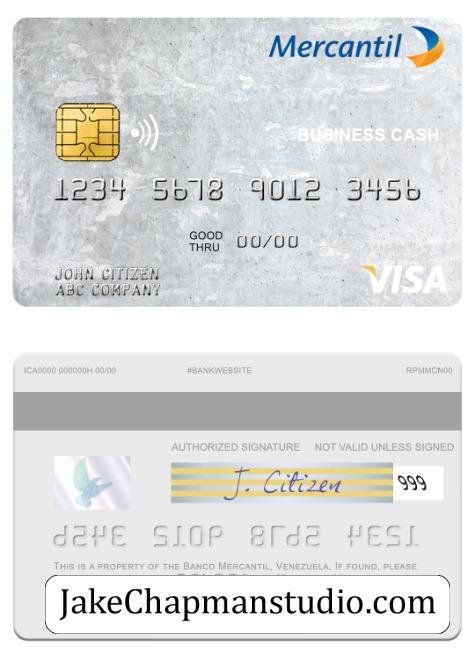 Mercantil
BUSINESS CASH
1234 5678 9012 3456
GOOD THRU 00/00
JOHN CITIZEN
ABC COMPANY
VISA
ICA0000 000000H 00/00 #BANKWEBSITE RPMMCN00
AUTHORIZED SIGNATURE NOT VALID UNLESS SIGNED
J. Citizen 999
THIS IS A PROPERTY OF THE BANCO MERCANTIL, VENEZUELA. IF FOUND, PLEASE
JakeChapmanstudio.com